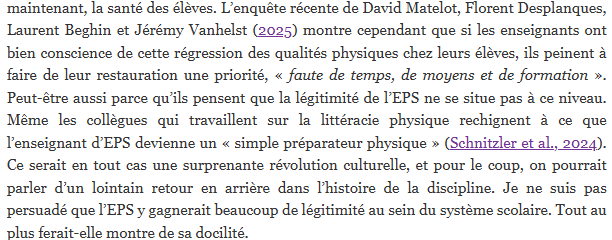 maintenant, la santé des élèves. L’enquête récente de David Matelot, Florent Desplanques,
Laurent Beghin et Jérémy Vanhelst (2025) montre cependant que si les enseignants ont
bien conscience de cette régression des qualités physiques chez leurs élèves, ils peinent à
faire de leur restauration une priorité, « faute de temps, de moyens et de formation ».
Peut-être aussi parce qu’ils pensent que la légitimité de l’EPS ne se situe pas à ce niveau.
Même les collègues qui travaillent sur la littéracie physique rechignent à ce que
l’enseignant d’EPS devienne un « simple préparateur physique » (Schnitzler et al., 2024).
Ce serait en tout cas une surprenante révolution culturelle, et pour le coup, on pourrait
parler d’un lointain retour en arrière dans l’histoire de la discipline. Je ne suis pas
persuadé que l’EPS y gagnerait beaucoup de légitimité au sein du système scolaire. Tout au
plus ferait-elle montre de sa docilité.